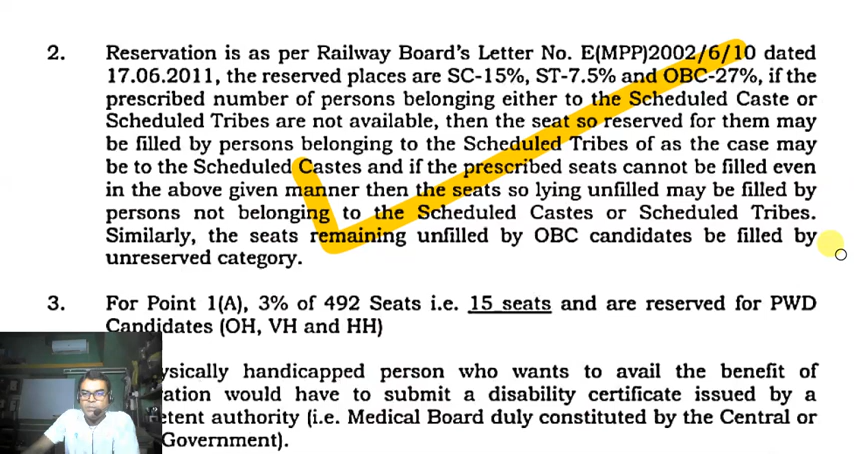 2. Reservation is as per Railway Board's Letter No. E(MPP)2002/6/10 dated
17.06.2011, the reserved places are SC-15%, ST-7.5% and OBC-27%, if the
prescribed number of persons belonging either to the Scheduled Caste or
Scheduled Tribes are not available, then the seat so reserved for them may
be filled by persons belonging to the Scheduled Tribes of as the case may
be to the Scheduled Castes and if the prescribed seats cannot be filled even
in the above given manner then the seats so lying unfilled may be filled by
persons not belonging to the Scheduled Castes or Scheduled Tribes.
Similarly, the seats remaining unfilled by OBC candidates be filled by
unreserved category.
3. For Point 1(A), 3% of 492 Seats i.e. 15 seats and are reserved for PWD
Candidates (OH, VH and HH)
ysically handicapped person who wants to avail the benefit of
ation would have to submit a disability certificate issued by a
etent authority (i.e. Medical Board duly constituted by the Central or
Government).